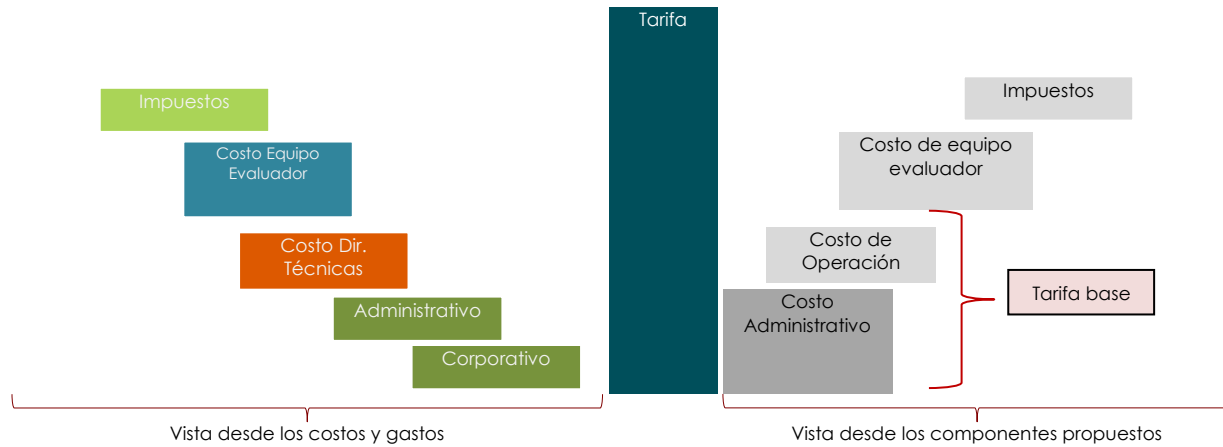 Tarifa
Impuestos
Costo Equipo
Evaluador
Costo Dir.
Técnicas
Administrativo
Corporativo
Vista desde los costos y gastos
Impuestos
Costo de equipo
evaluador
Costo de
Operación
Costo
Administrativo
Tarifa base
Vista desde los componentes propuestos